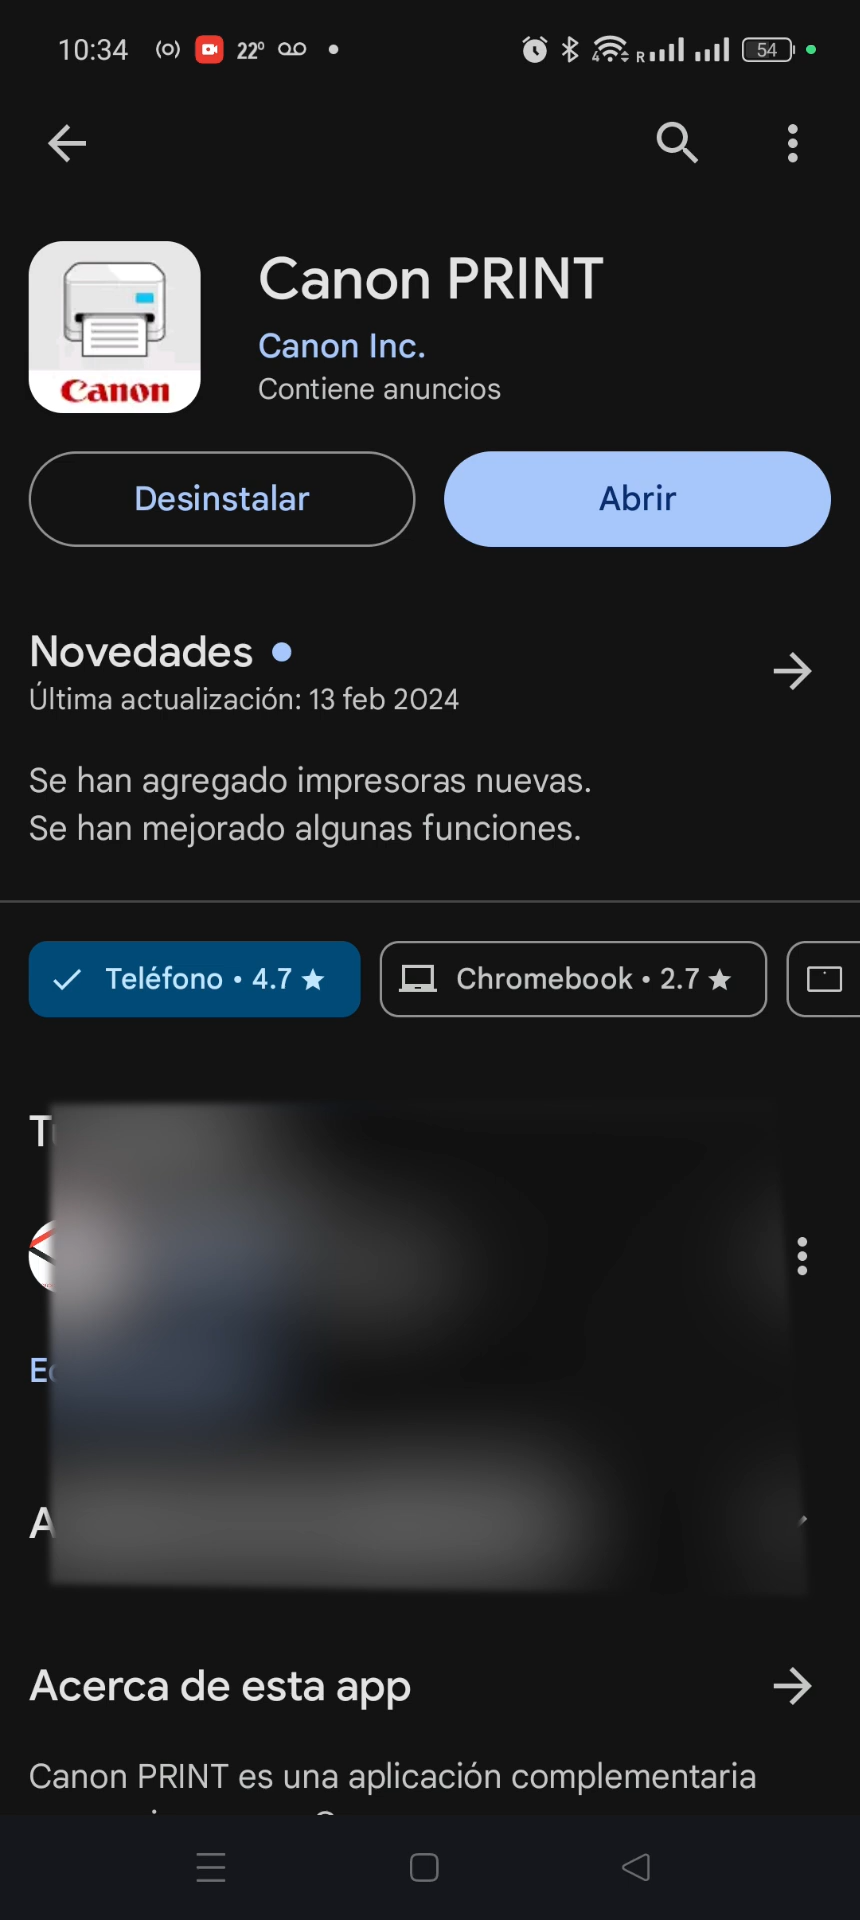 10:34 22º 54
Canon PRINT
Canon
Canon Inc.
Contiene anuncios
Desinstalar Abrir
Novedades
Última actualización: 13 feb 2024
Se han agregado impresoras nuevas.
Se han mejorado algunas funciones.
Teléfono • 4.7 ★ Chromebook • 2.7 ★
Acerca de esta app
Canon PRINT es una aplicación complementaria